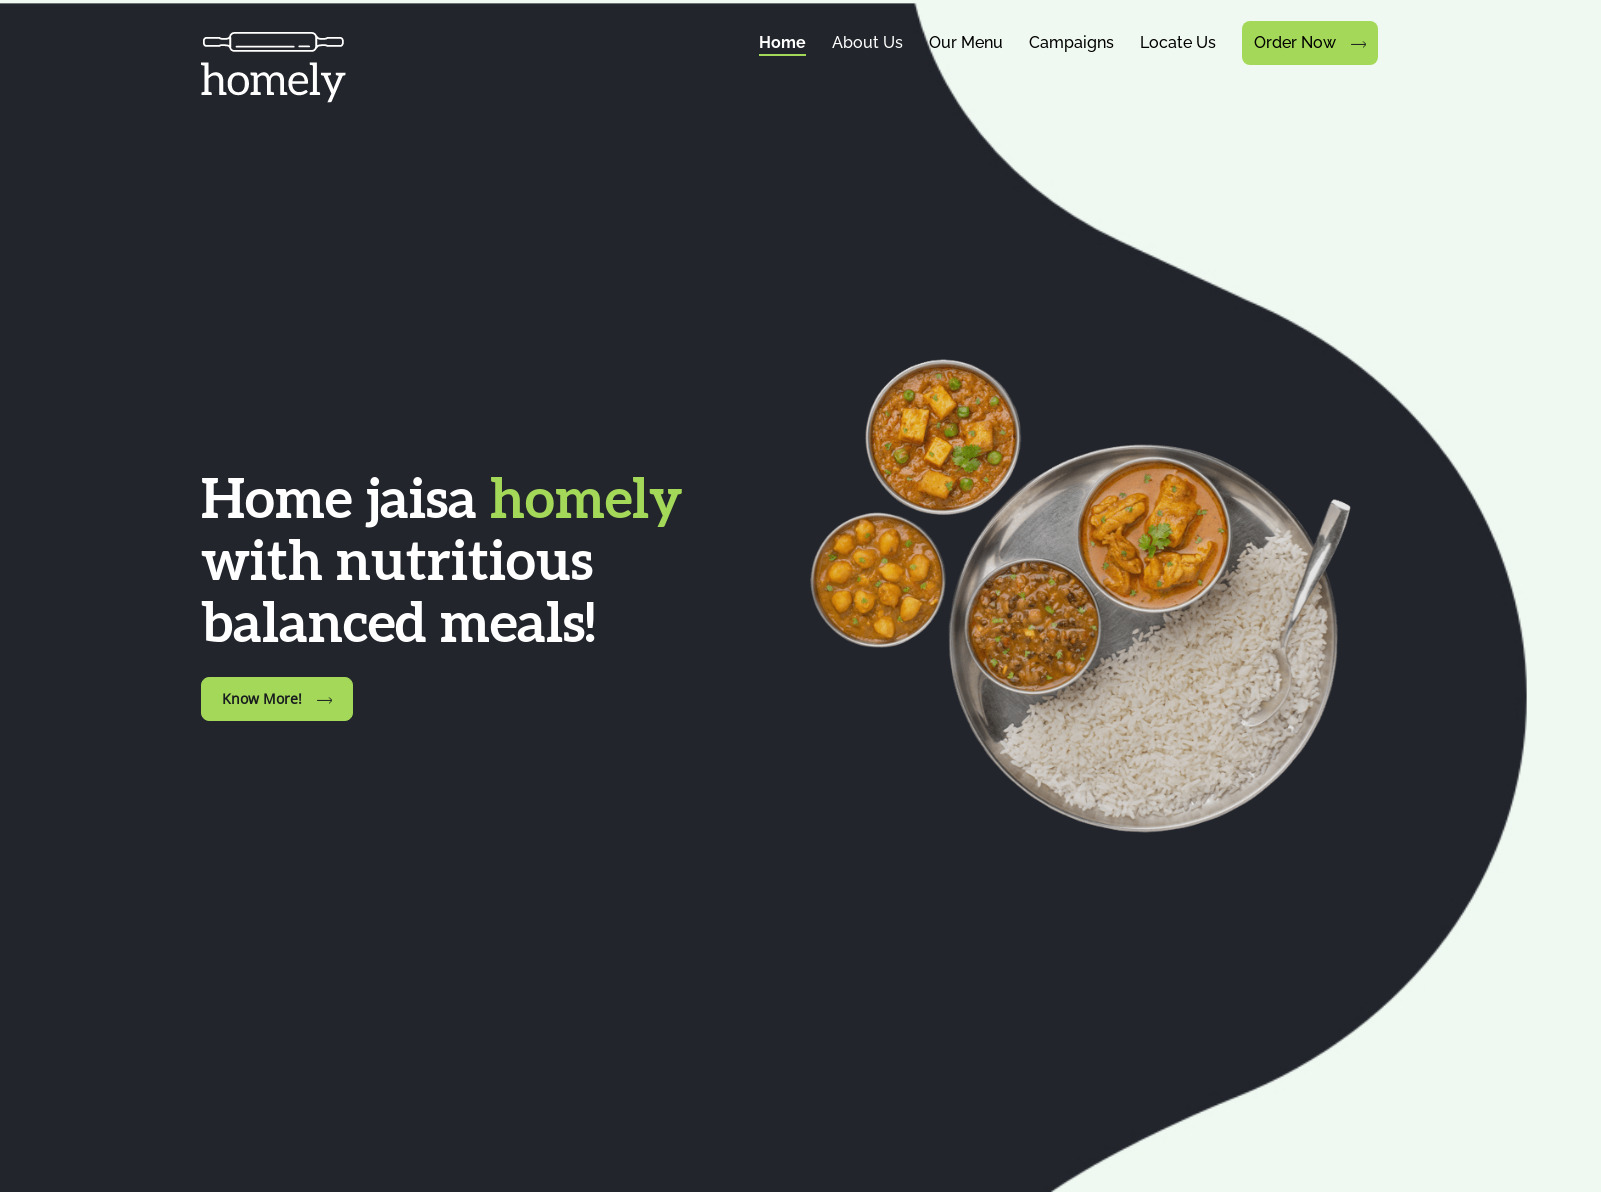 homely
Home About Us Our Menu Campaigns Locate Us Order Now
Home jaisa homely
with nutritious
balanced meals!
Know More!